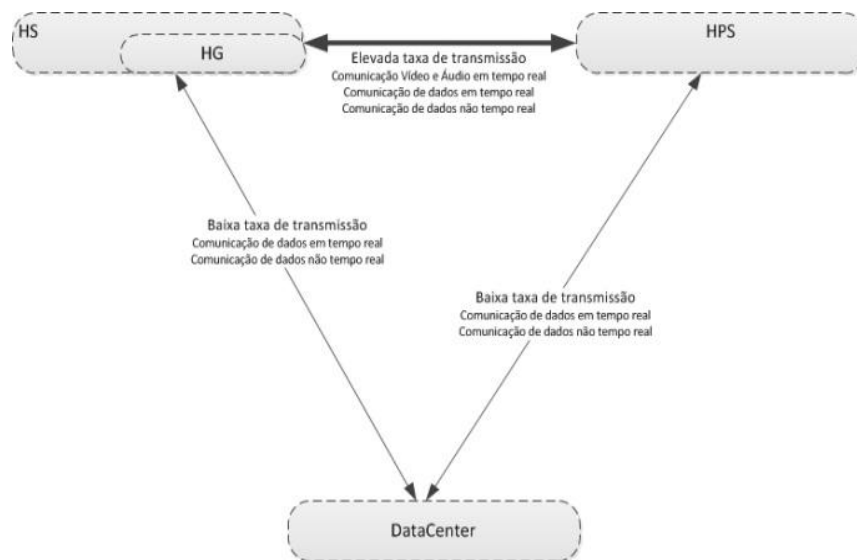 HS
HG
HPS
Elevada taxa de transmissão
Comunicação Vídeo e Áudio em tempo real
Comunicação de dados em tempo real
Comunicação de dados não tempo real
Baixa taxa de transmissão
Comunicação de dados em tempo real
Comunicação de dados não tempo real
Baixa taxa de transmissão
Comunicação de dados em tempo real
Comunicação de dados não tempo real
DataCenter